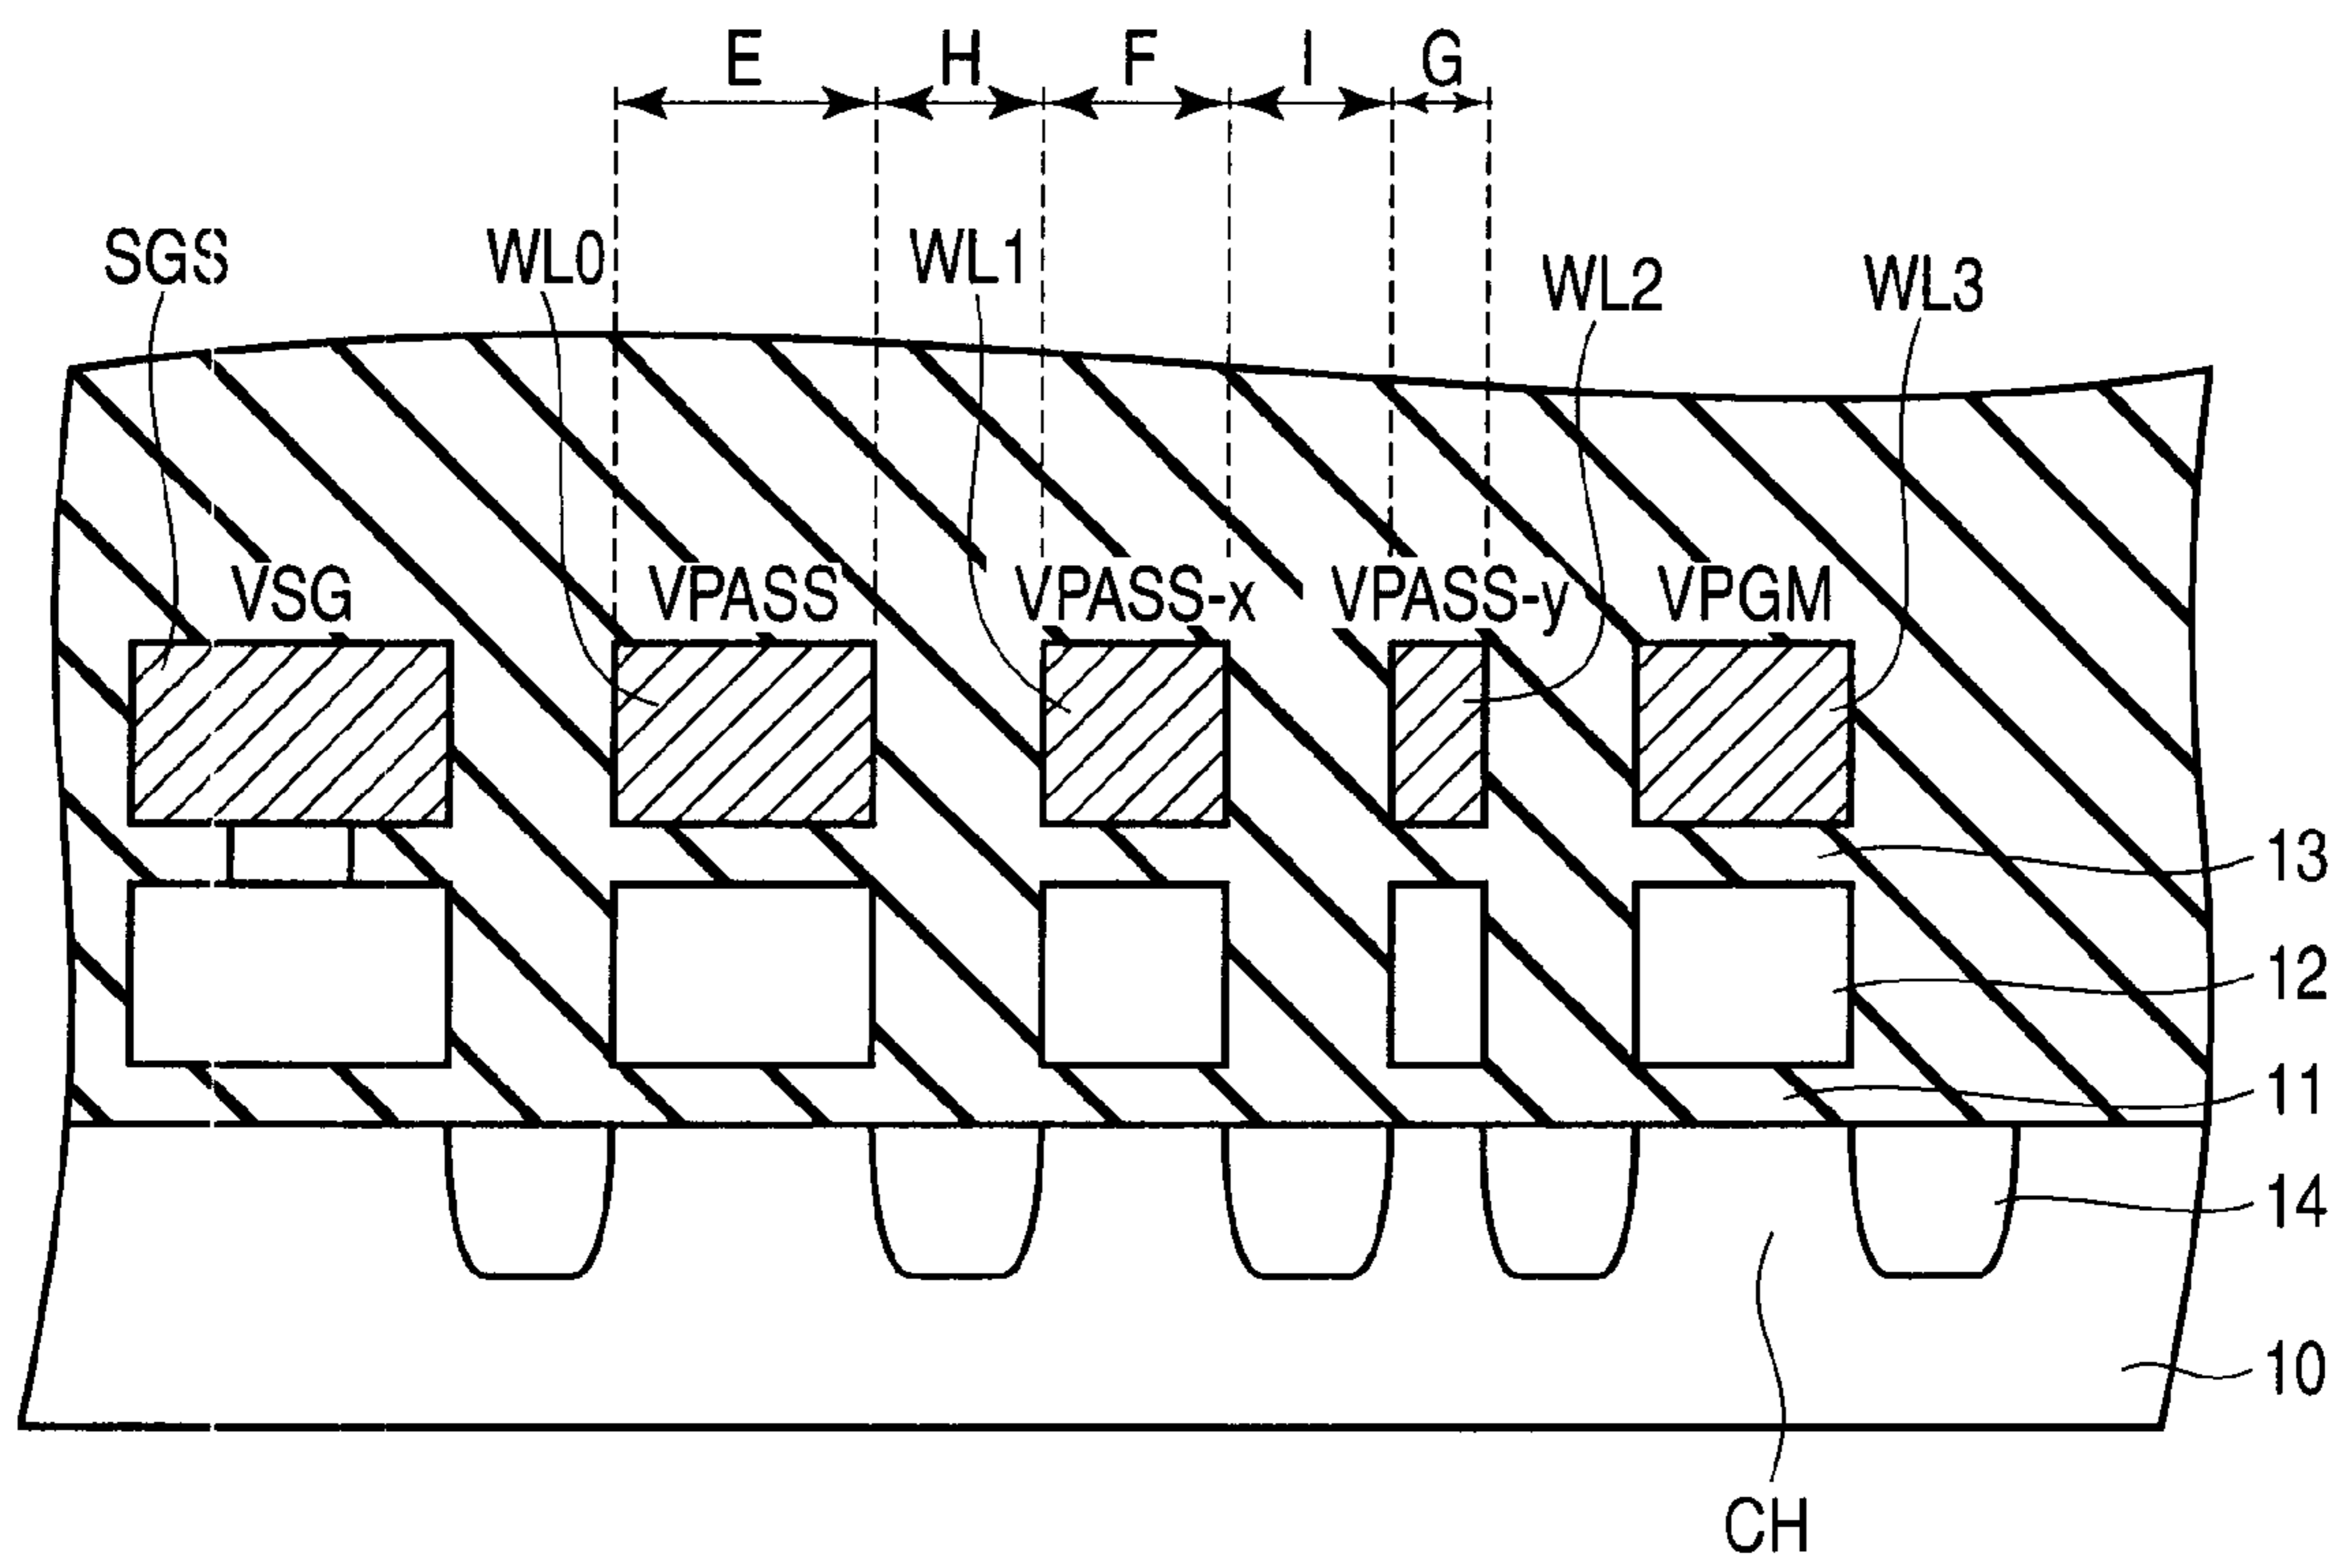 E H F I G
SGS WL0 WL1 WL2 WL3
VSG VPASS VPASS-x VPASS-y VPGM
13
12
11
14
10
CH